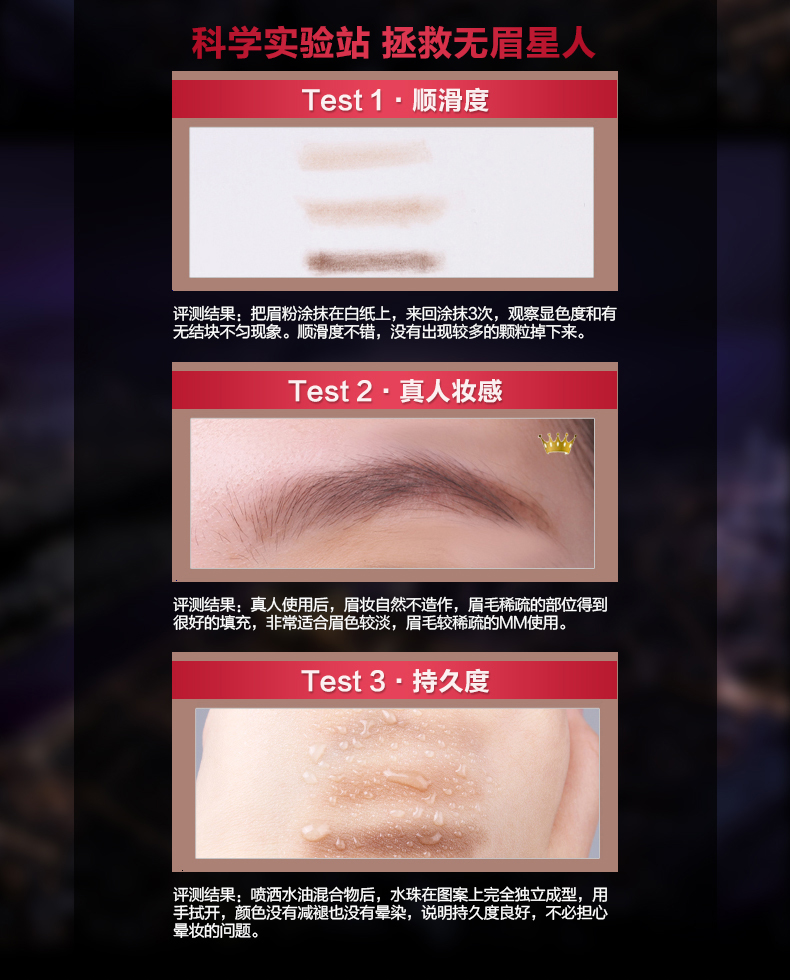 科学实验站 拯救无眉星人
Test 1 · 顺滑度
评测结果：把眉粉涂抹在白纸上，来回涂抹3次，观察显色度和有
无结块不匀现象。顺滑度不错，没有出现较多的颗粒掉下来。
Test 2 · 真人妆感
评测结果：真人使用后，眉妆自然不造作，眉毛稀疏的部位得到
很好的填充，非常适合眉色较淡，眉毛较稀疏的MM使用。
Test 3 · 持久度
评测结果：喷洒水油混合物后，水珠在图案上完全独立成型，用
手拭开，颜色没有减褪也没有晕染，说明持久度良好，不必担心
晕妆的问题。